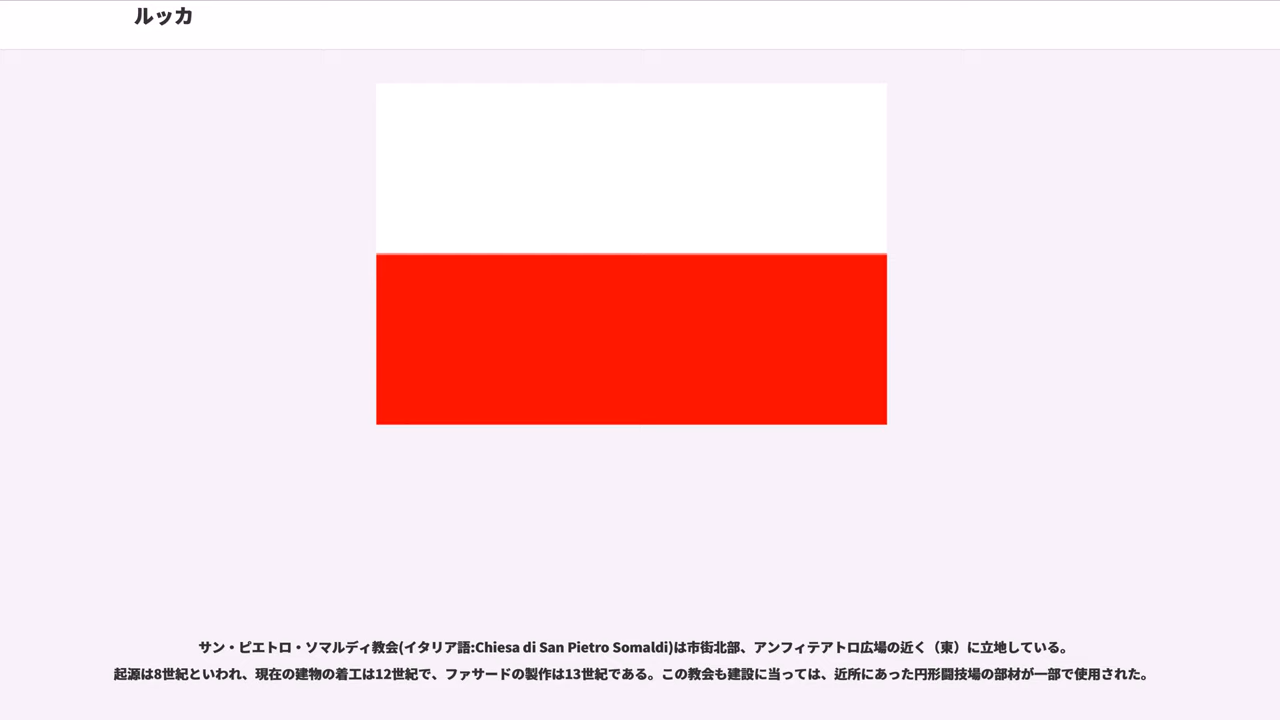 ルッカ
サン・ピエトロ・ソマルディ教会(イタリア語:Chiesa di San Pietro Somaldi)は市街北部、アンフィテアトロ広場の近く（東）に立地している。
起源は8世紀といわれ、現在の建物の着工は12世紀で、ファサードの製作は13世紀である。この教会も建設に当っては、近所にあった円形闘技場の部材が一部で使用された。